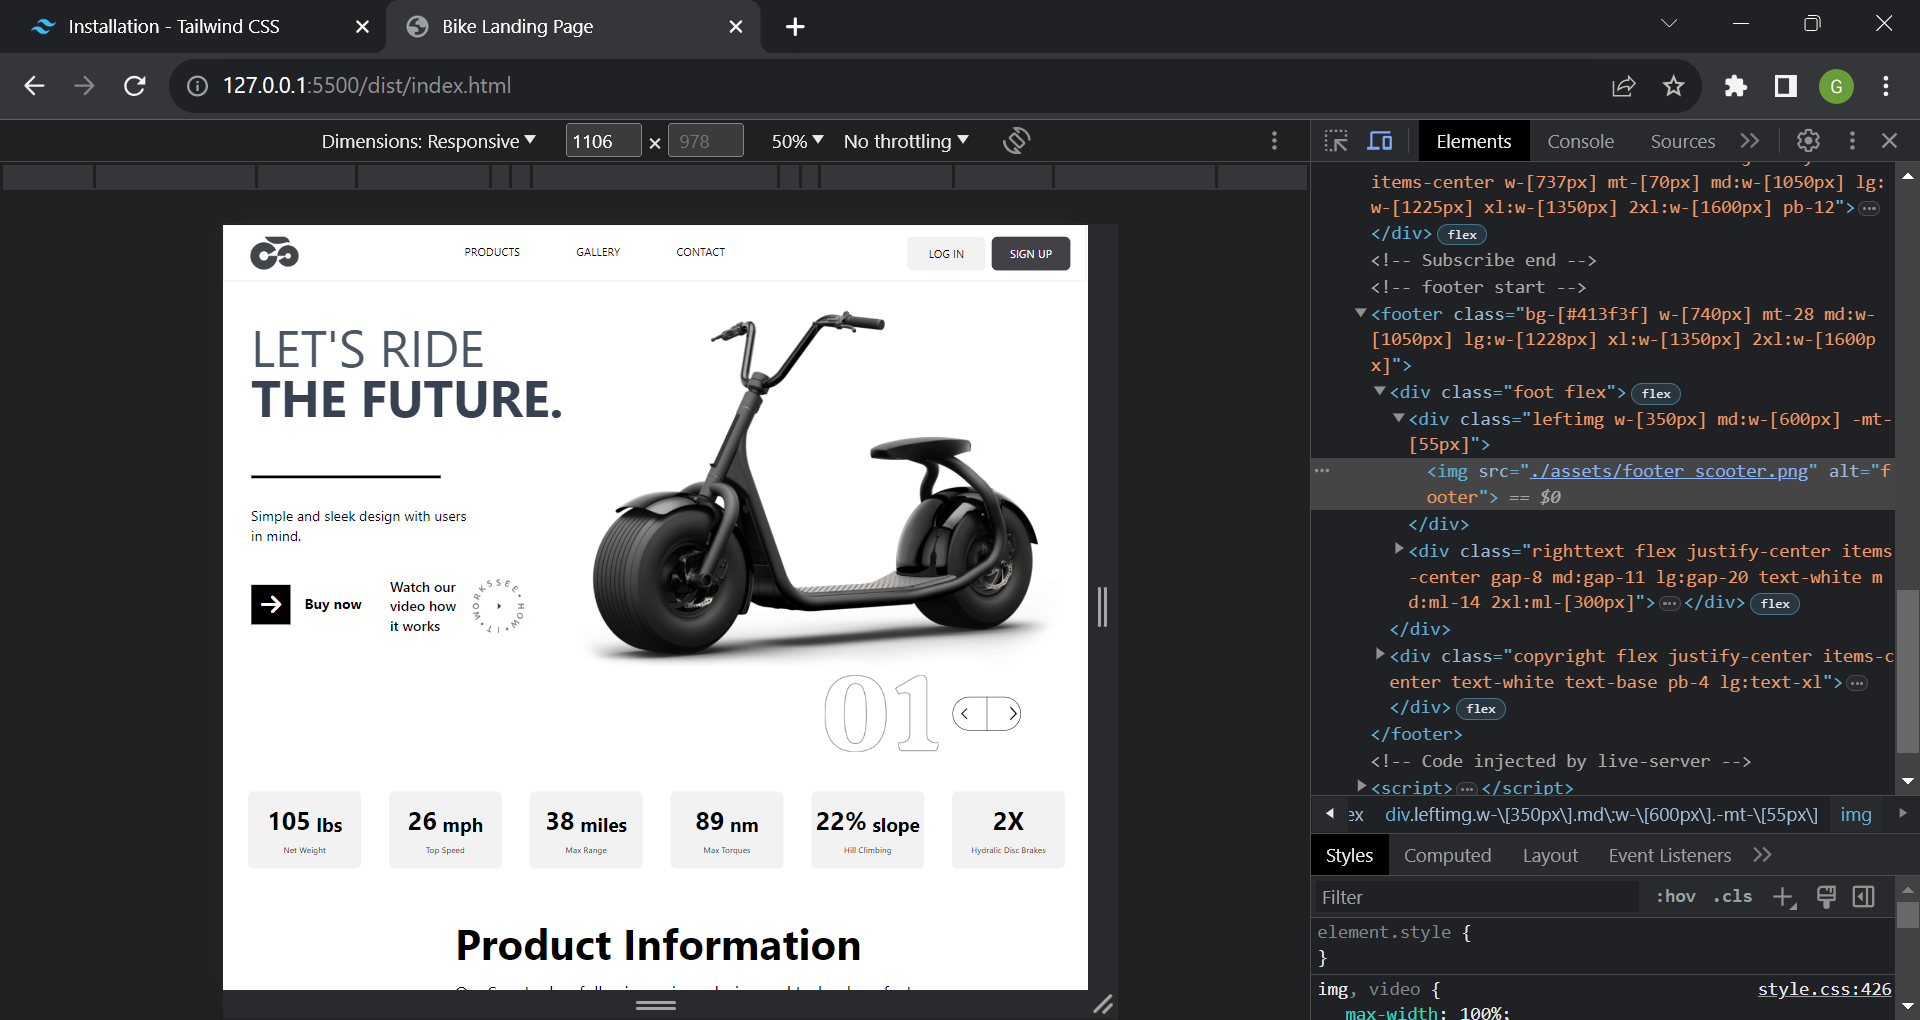 Installation - Tailwind CSS
Bike Landing Page
127.0.0.1:5500/dist/index.html
G
Dimensions: Responsive
1106 × 978
50%
No throttling
PRODUCTS
GALLERY
CONTACT
LOG IN
SIGN UP
LET'S RIDE
THE FUTURE.
Simple and sleek design with users
in mind.
Buy now
Watch our
video how
it works
SEE • HOW • IT • WORKS
01
105 lbs
Net Weight
26 mph
Top Speed
38 miles
Max Range
89 nm
Max Torques
22% slope
Hill Climbing
2X
Hydralic Disc Brakes
Product Information
Elements
Console
Sources
items-center w-[737px] mt-[70px] md:w-[1050px] lg:
w-[1225px] xl:w-[1350px] 2xl:w-[1600px] pb-12">
</div> flex
<!-- Subscribe end -->
<!-- footer start -->
<footer class="bg-[#413f3f] w-[740px] mt-28 md:w-
[1050px] lg:w-[1228px] xl:w-[1350px] 2xl:w-[1600p
x]">
<div class="foot flex"> flex
<div class="leftimg w-[350px] md:w-[600px] -mt-
[55px]">
<img src="./assets/footer_scooter.png" alt="f
ooter"> == $0
</div>
<div class="righttext flex justify-center items
-center gap-8 md:gap-11 lg:gap-20 text-white m
d:ml-14 2xl:ml-[300px]"> … </div> flex
</div>
<div class="copyright flex justify-center items-c
enter text-white text-base pb-4 lg:text-xl"> …
</div> flex
</footer>
<!-- Code injected by live-server -->
<script> … </script>
ex
div.leftimg.w-\[350px\].md\:w-\[600px\].-mt-\[55px\]
img
Styles
Computed
Layout
Event Listeners
Filter
:hov
.cls
element.style {
}
img, video {
style.css:426
max-width: 100%;